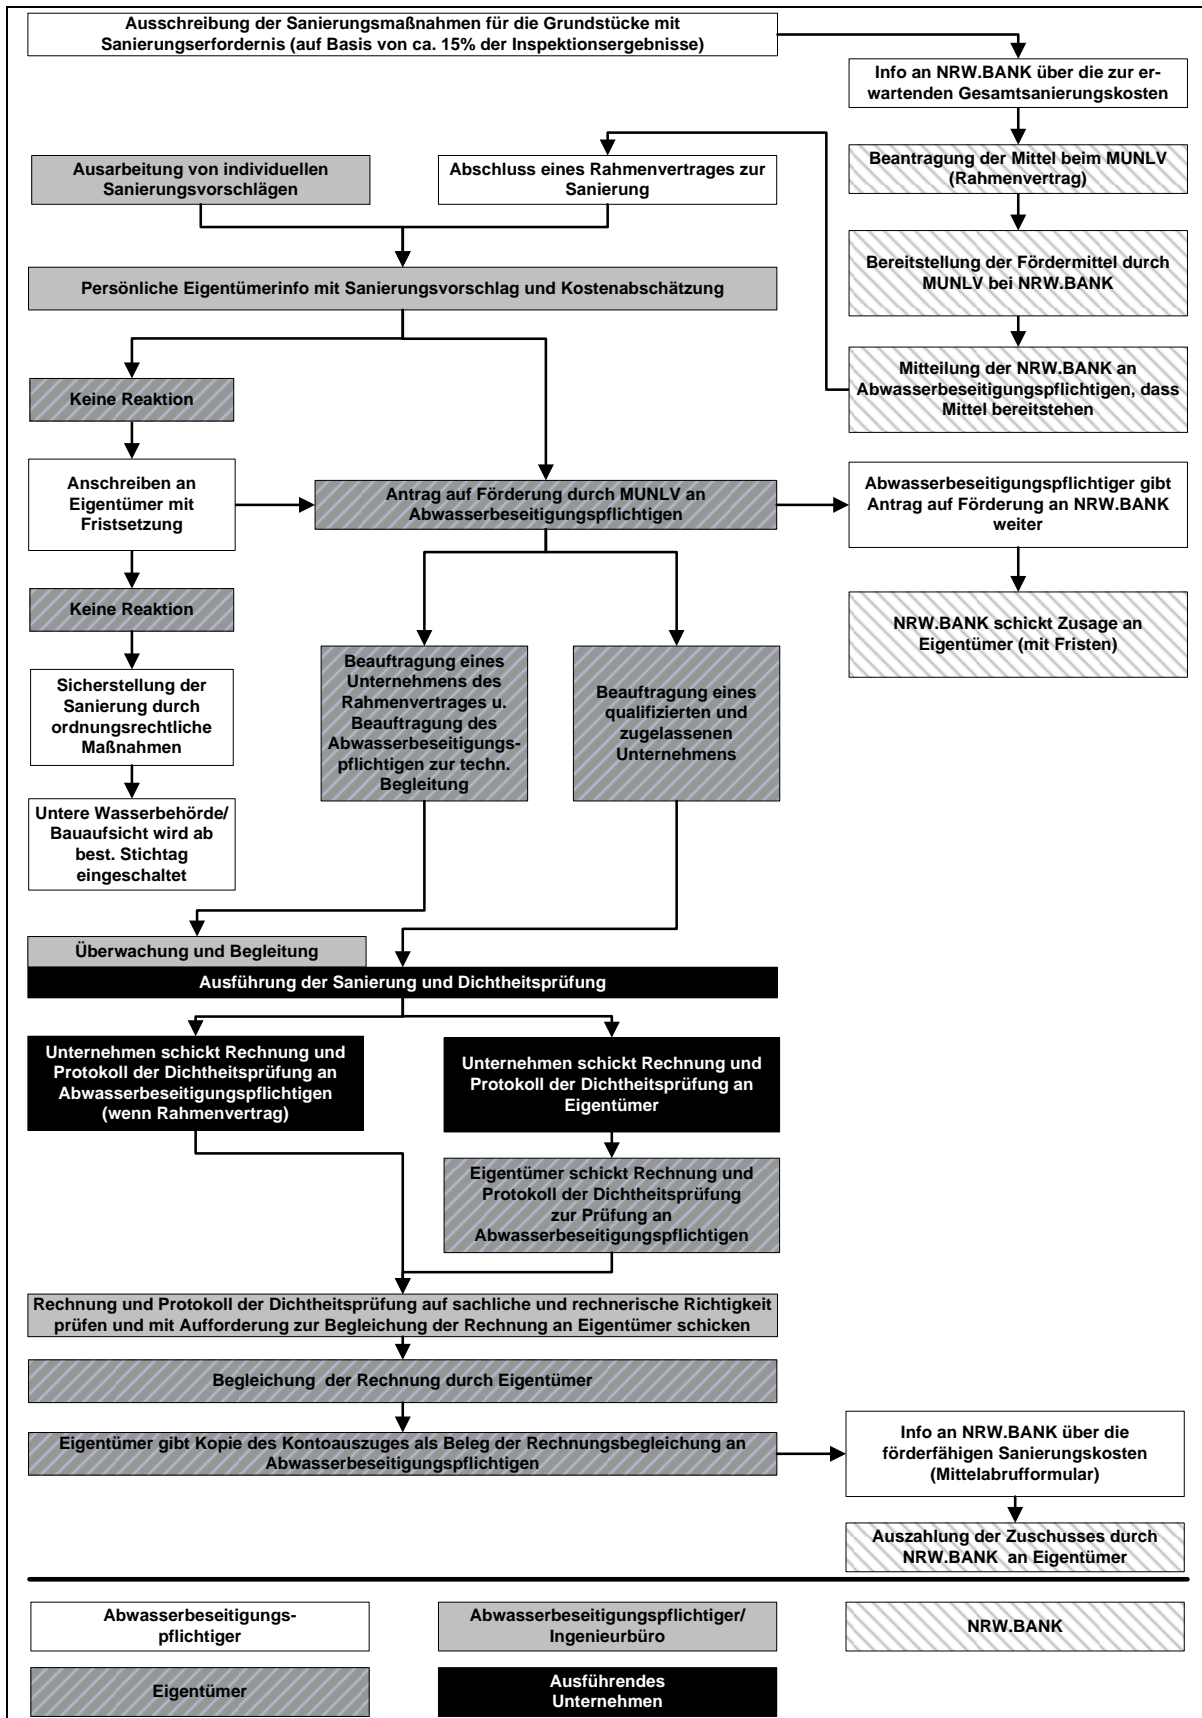 Ausschreibung der Sanierungsmaßnahmen für die Grundstücke mit
Sanierungserfordernis (auf Basis von ca. 15% der Inspektionsergebnisse)
Info an NRW.BANK über die zur er-
wartenden Gesamtsanierungskosten
Beantragung der Mittel beim MUNLV
(Rahmenvertrag)
Ausarbeitung von individuellen
Sanierungsvorschlägen
Abschluss eines Rahmenvertrages zur
Sanierung
Bereitstellung der Fördermittel durch
MUNLV bei NRW.BANK
Persönliche Eigentümerinfo mit Sanierungsvorschlag und Kostenabschätzung
Mitteilung der NRW.BANK an
Abwasserbeseitigungspflichtigen, dass
Mittel bereitstehen
Keine Reaktion
Anschreiben an
Eigentümer mit
Fristsetzung
Antrag auf Förderung durch MUNLV an
Abwasserbeseitigungspflichtigen
Abwasserbeseitigungspflichtiger gibt
Antrag auf Förderung an NRW.BANK
weiter
Keine Reaktion
NRW.BANK schickt Zusage an
Eigentümer (mit Fristen)
Sicherstellung der
Sanierung durch
ordnungsrechtliche
Maßnahmen
Beauftragung eines
Unternehmens des
Rahmenvertrages u.
Beauftragung des
Abwasserbeseitigungs-
pflichtigen zur techn.
Begleitung
Beauftragung eines
qualifizierten und
zugelassenen
Unternehmens
Untere Wasserbehörde/
Bauaufsicht wird ab
best. Stichtag
eingeschaltet
Überwachung und Begleitung
Ausführung der Sanierung und Dichtheitsprüfung
Unternehmen schickt Rechnung und
Protokoll der Dichtheitsprüfung an
Abwasserbeseitigungspflichtigen
(wenn Rahmenvertrag)
Unternehmen schickt Rechnung und
Protokoll der Dichtheitsprüfung an
Eigentümer
Eigentümer schickt Rechnung und
Protokoll der Dichtheitsprüfung
zur Prüfung an
Abwasserbeseitigungspflichtigen
Rechnung und Protokoll der Dichtheitsprüfung auf sachliche und rechnerische Richtigkeit
prüfen und mit Aufforderung zur Begleichung der Rechnung an Eigentümer schicken
Begleichung der Rechnung durch Eigentümer
Eigentümer gibt Kopie des Kontoauszuges als Beleg der Rechnungsbegleichung an
Abwasserbeseitigungspflichtigen
Info an NRW.BANK über die
förderfähigen Sanierungskosten
(Mittelabrufformular)
Auszahlung der Zuschusses durch
NRW.BANK an Eigentümer
Abwasserbeseitigungs-
pflichtiger
Abwasserbeseitigungspflichtiger/
Ingenieurbüro
NRW.BANK
Eigentümer
Ausführendes
Unternehmen